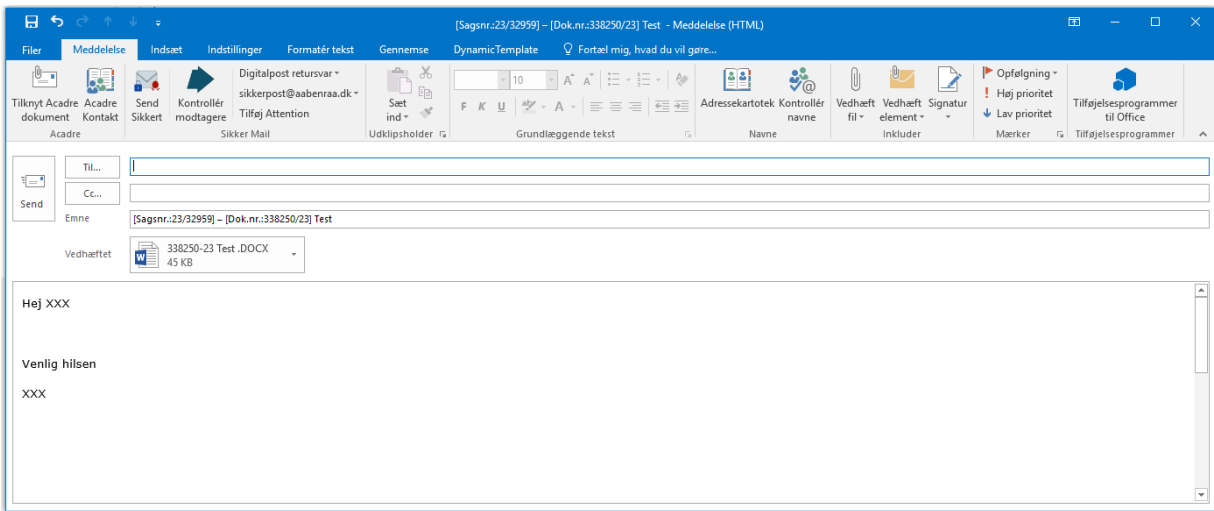 [Sagsnr.:23/32959] – [Dok.nr.:338250/23] Test - Meddelelse (HTML)
Filer Meddelelse Indsæt Indstillinger Formatér tekst Gennemse DynamicTemplate Fortæl mig, hvad du vil gøre...
Tilknyt Acadre dokument
Acadre Kontakt
Acadre
Send Sikkert
Kontrollér modtagere
Digitalpost retursvar
sikkerpost@aabenraa.dk
Tilføj Attention
Sikker Mail
Sæt ind
Udklipsholder
10
A A
F K U ab A
Grundlæggende tekst
Adressekartotek
Kontrollér navne
Navne
Vedhæft fil
Vedhæft element
Signatur
Inkluder
Opfølgning
Høj prioritet
Lav prioritet
Mærker
Tilføjelsesprogrammer til Office
Tilføjelsesprogrammer
Send
Til...
Cc...
Emne [Sagsnr.:23/32959] – [Dok.nr.:338250/23] Test
Vedhæftet
338250-23 Test .DOCX
45 KB
Hej XXX
Venlig hilsen
XXX